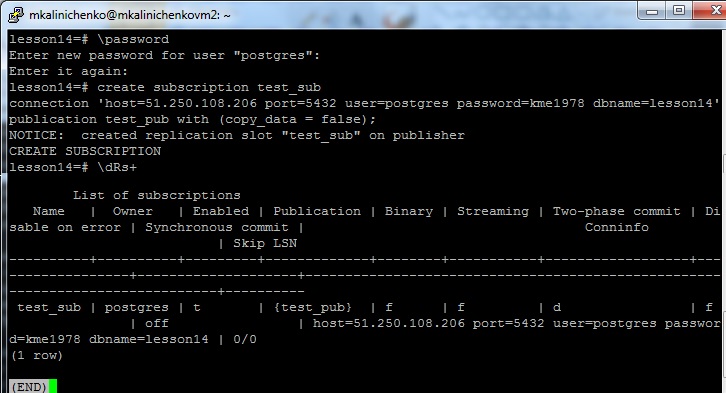 mkalinichenko@mkalinichenkovm2: ~
lesson14=# \password
Enter new password for user "postgres":
Enter it again:
lesson14=# create subscription test_sub
connection 'host=51.250.108.206 port=5432 user=postgres password=kme1978 dbname=lesson14'
publication test_pub with (copy_data = false);
NOTICE:  created replication slot "test_sub" on publisher
CREATE SUBSCRIPTION
lesson14=# \dRs+
        List of subscriptions
   Name   |  Owner   | Enabled | Publication | Binary | Streaming | Two-phase commit | Di
sable on error | Synchronous commit |                                      Conninfo
                            | Skip LSN
----------+----------+---------+-------------+--------+-----------+------------------+---
---------------+--------------------+----------------------------------------------------
----------------------------+----------
 test_sub | postgres | t       | {test_pub}  | f      | f         | d                | f
               | off                | host=51.250.108.206 port=5432 user=postgres passwor
d=kme1978 dbname=lesson14 | 0/0
(1 row)
(END)